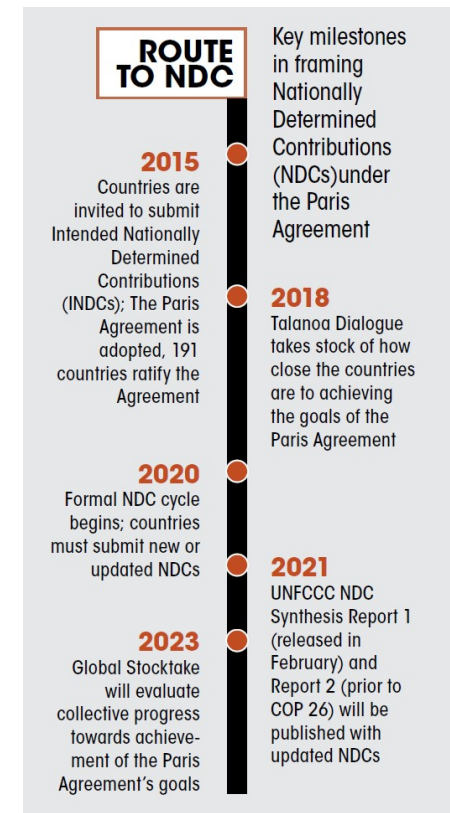 ROUTE
TO NDC
Key milestones
in framing
Nationally
Determined
Contributions
(NDCs)under
the Paris
Agreement
2015
Countries are
invited to submit
Intended Nationally
Determined
Contributions
(INDCs); The Paris
Agreement is
adopted, 191
countries ratify the
Agreement
2018
Talanoa Dialogue
takes stock of how
close the countries
are to achieving
the goals of the
Paris Agreement
2020
Formal NDC cycle
begins; countries
must submit new or
updated NDCs
2021
UNFCCC NDC
Synthesis Report 1
(released in
February) and
Report 2 (prior to
COP 26) will be
published with
updated NDCs
2023
Global Stocktake
will evaluate
collective progress
towards achieve-
ment of the Paris
Agreement’s goals